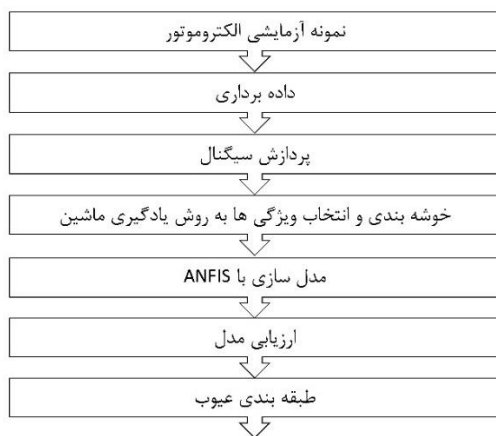 نمونه آزمایشی الکتروموتور
داده برداری
پردازش سیگنال
خوشه بندی و انتخاب ویژگی ها به روش یادگیری ماشین
مدل سازی با ANFIS
ارزیابی مدل
طبقه بندی عیوب